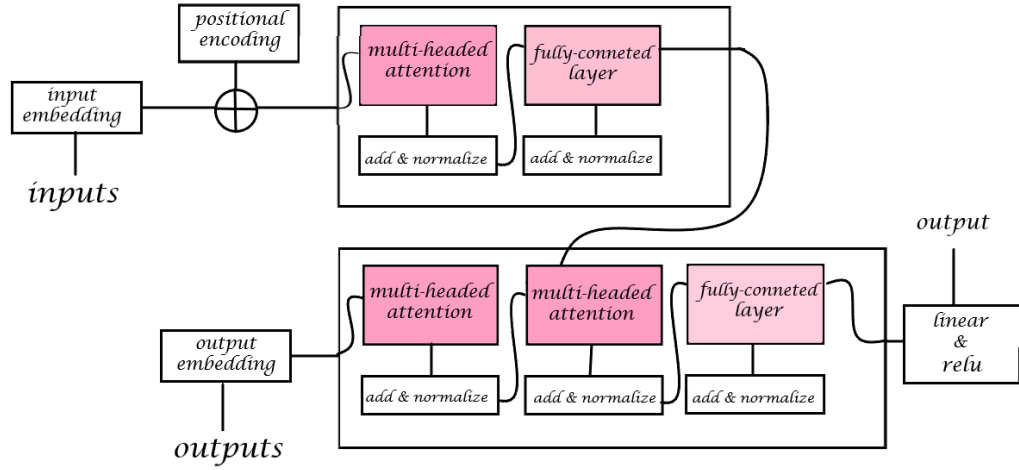 positional
encoding
multi-headed
attention
fully-conneted
layer
input
embedding
add & normalize
add & normalize
inputs
output
multi-headed
attention
multi-headed
attention
fully-conneted
layer
linear
&
relu
output
embedding
add & normalize
add & normalize
add & normalize
outputs